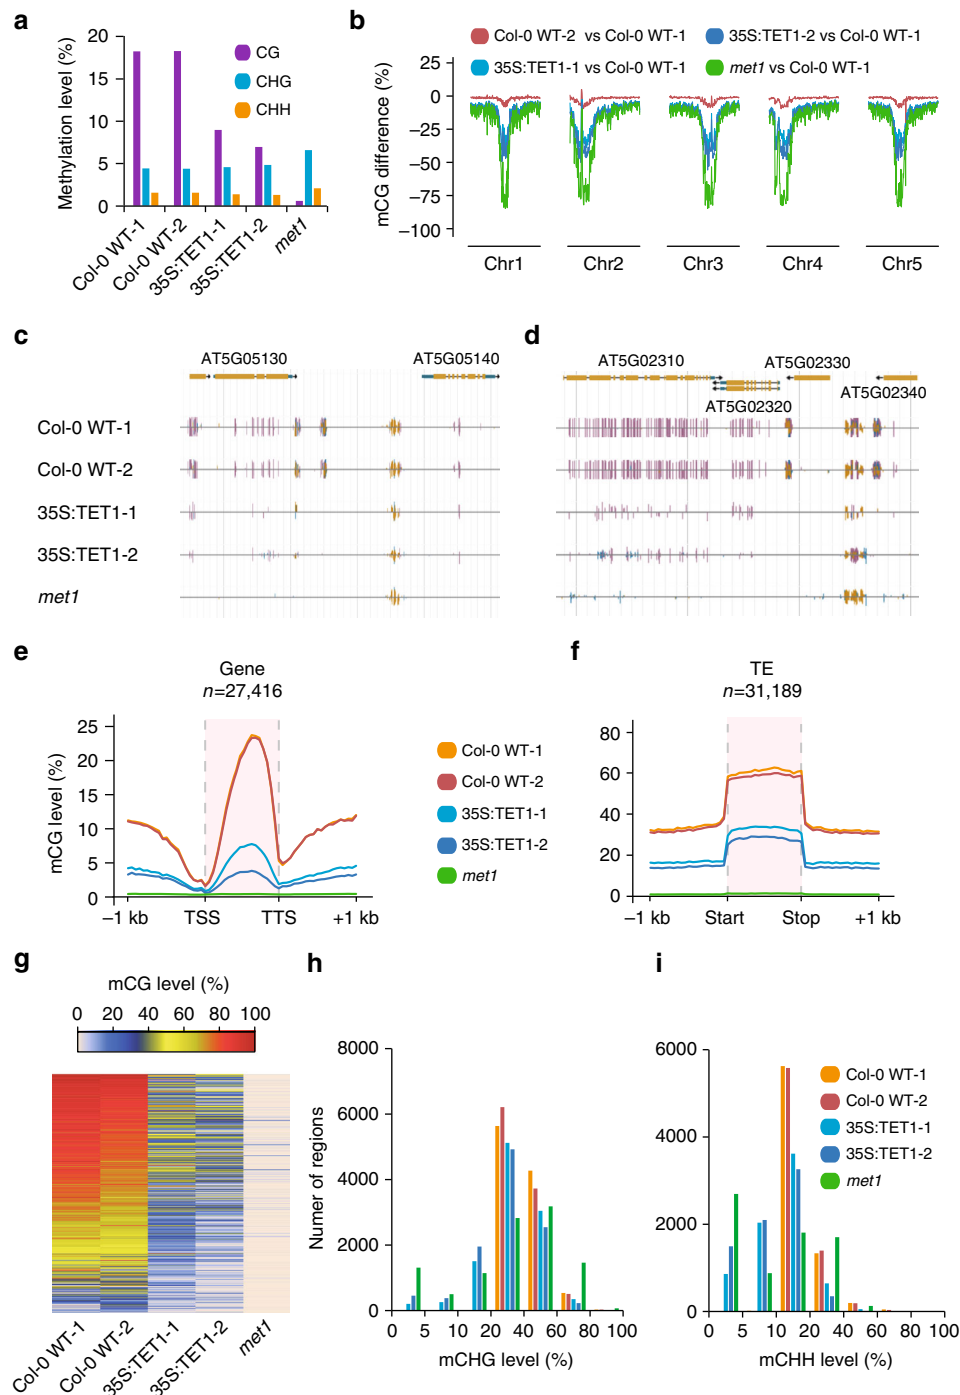 a
Methylation level (%)
20
15
10
5
0
CG
CHG
CHH
Col-0 WT-1
Col-0 WT-2
35S:TET1-1
35S:TET1-2
met1
b
Col-0 WT-2 vs Col-0 WT-1
35S:TET1-2 vs Col-0 WT-1
35S:TET1-1 vs Col-0 WT-1
met1 vs Col-0 WT-1
mCG difference (%)
25
0
−25
−50
−75
−100
Chr1
Chr2
Chr3
Chr4
Chr5
c
AT5G05130
AT5G05140
Col-0 WT-1
Col-0 WT-2
35S:TET1-1
35S:TET1-2
met1
d
AT5G02310
AT5G02330
AT5G02320
AT5G02340
e
Gene
n=27,416
mCG level (%)
25
20
15
10
5
0
−1 kb
TSS
TTS
+1 kb
Col-0 WT-1
Col-0 WT-2
35S:TET1-1
35S:TET1-2
met1
f
TE
n=31,189
80
60
40
20
0
−1 kb
Start
Stop
+1 kb
g
mCG level (%)
0 20 40 60 80 100
Col-0 WT-1
Col-0 WT-2
35S:TET1-1
35S:TET1-2
met1
h
Numer of regions
8000
6000
4000
2000
0
0 5 10 20 40 60 80 100
mCHG level (%)
i
6000
4000
2000
0
Col-0 WT-1
Col-0 WT-2
35S:TET1-1
35S:TET1-2
met1
0 5 10 20 40 60 80 100
mCHH level (%)